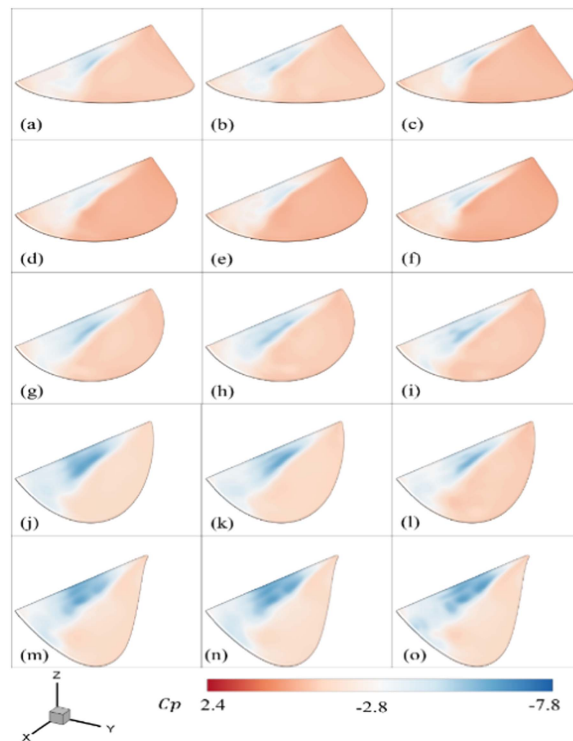 (a) (b) (c)
(d) (e) (f)
(g) (h) (i)
(j) (k) (l)
(m) (n) (o)
Z
X Y
Cp
2.4 -2.8 -7.8